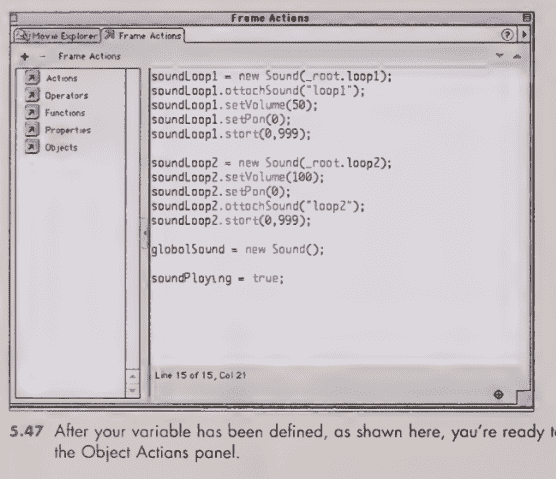 Frame Actions
Movie Explorer Frame Actions ?
+ - Frame Actions
Actions
Operators
Functions
Properties
Objects
soundLoop1 = new Sound(_root.loop1);
soundLoop1.attachSound("loop1");
soundLoop1.setVolume(50);
soundLoop1.setPan(0);
soundLoop1.start(0,999);
soundLoop2 = new Sound(_root.loop2);
soundLoop2.setVolume(100);
soundLoop2.setPan(0);
soundLoop2.attachSound("loop2");
soundLoop2.start(0,999);
globalSound = new Sound();
soundPlaying = true;
Line 15 of 15, Col 21
5.47 After your variable has been defined, as shown here, you're ready t
the Object Actions panel.